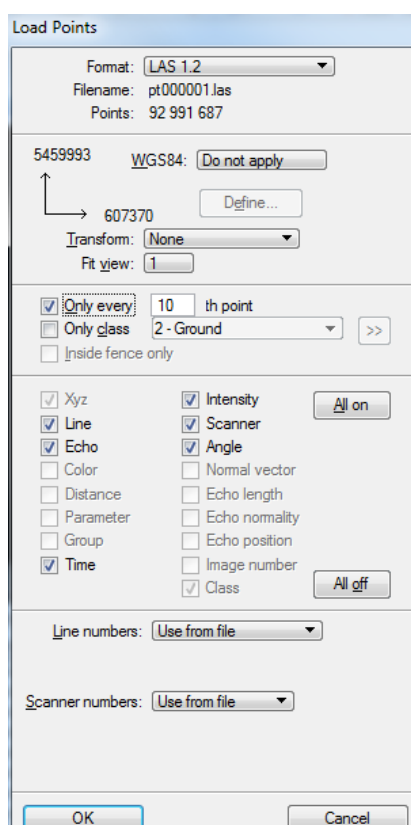 Load Points
Format: LAS 1.2
Filename: pt000001.las
Points: 92 991 687
5459993 WGS84: Do not apply
Define...
607370
Transform: None
Fit view: 1
Only every 10 th point
Only class 2 - Ground >>
Inside fence only
Xyz Intensity All on
Line Scanner
Echo Angle
Color Normal vector
Distance Echo length
Parameter Echo normality
Group Echo position
Time Image number
Class All off
Line numbers: Use from file
Scanner numbers: Use from file
OK Cancel